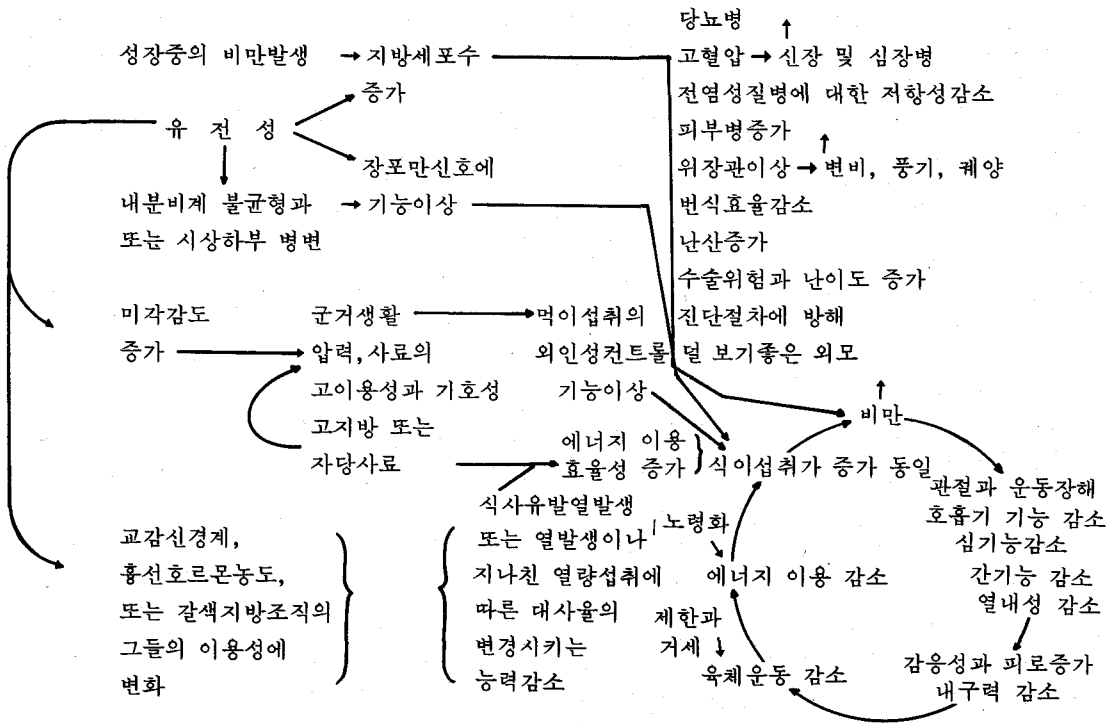 당뇨병
성장중의 비만발생 → 지방세포수
고혈압 → 신장 및 심장병
증가
전염성질병에 대한 저항성감소
유 전 성
피부병증가
장포만신호에
위장관이상 → 변비, 풍기, 궤양
내분비계 불균형과 → 기능이상
번식효율감소
또는 시상하부 병변
난산증가
수술위험과 난이도 증가
미각감도
군거생활
먹이섭취의
진단절차에 방해
증가
압력,사료의
외인성컨트롤
덜 보기좋은 외모
고이용성과 기호성
기능이상
비만
고지방 또는
에너지 이용
자당사료
효율성 증가
식이섭취가 증가 동일
관절과 운동장해
호흡기 기능 감소
심기능감소
간기능 감소
열내성 감소
식사유발열발생
교감신경계,
또는 열발생이나
노령화
흉선호르몬농도,
지나친 열량섭취에
에너지 이용 감소
또는 갈색지방조직의
따른 대사율의
제한과
그들의 이용성에
변경시키는
거세
변화
능력감소
육체운동 감소
감응성과 피로증가
내구력 감소